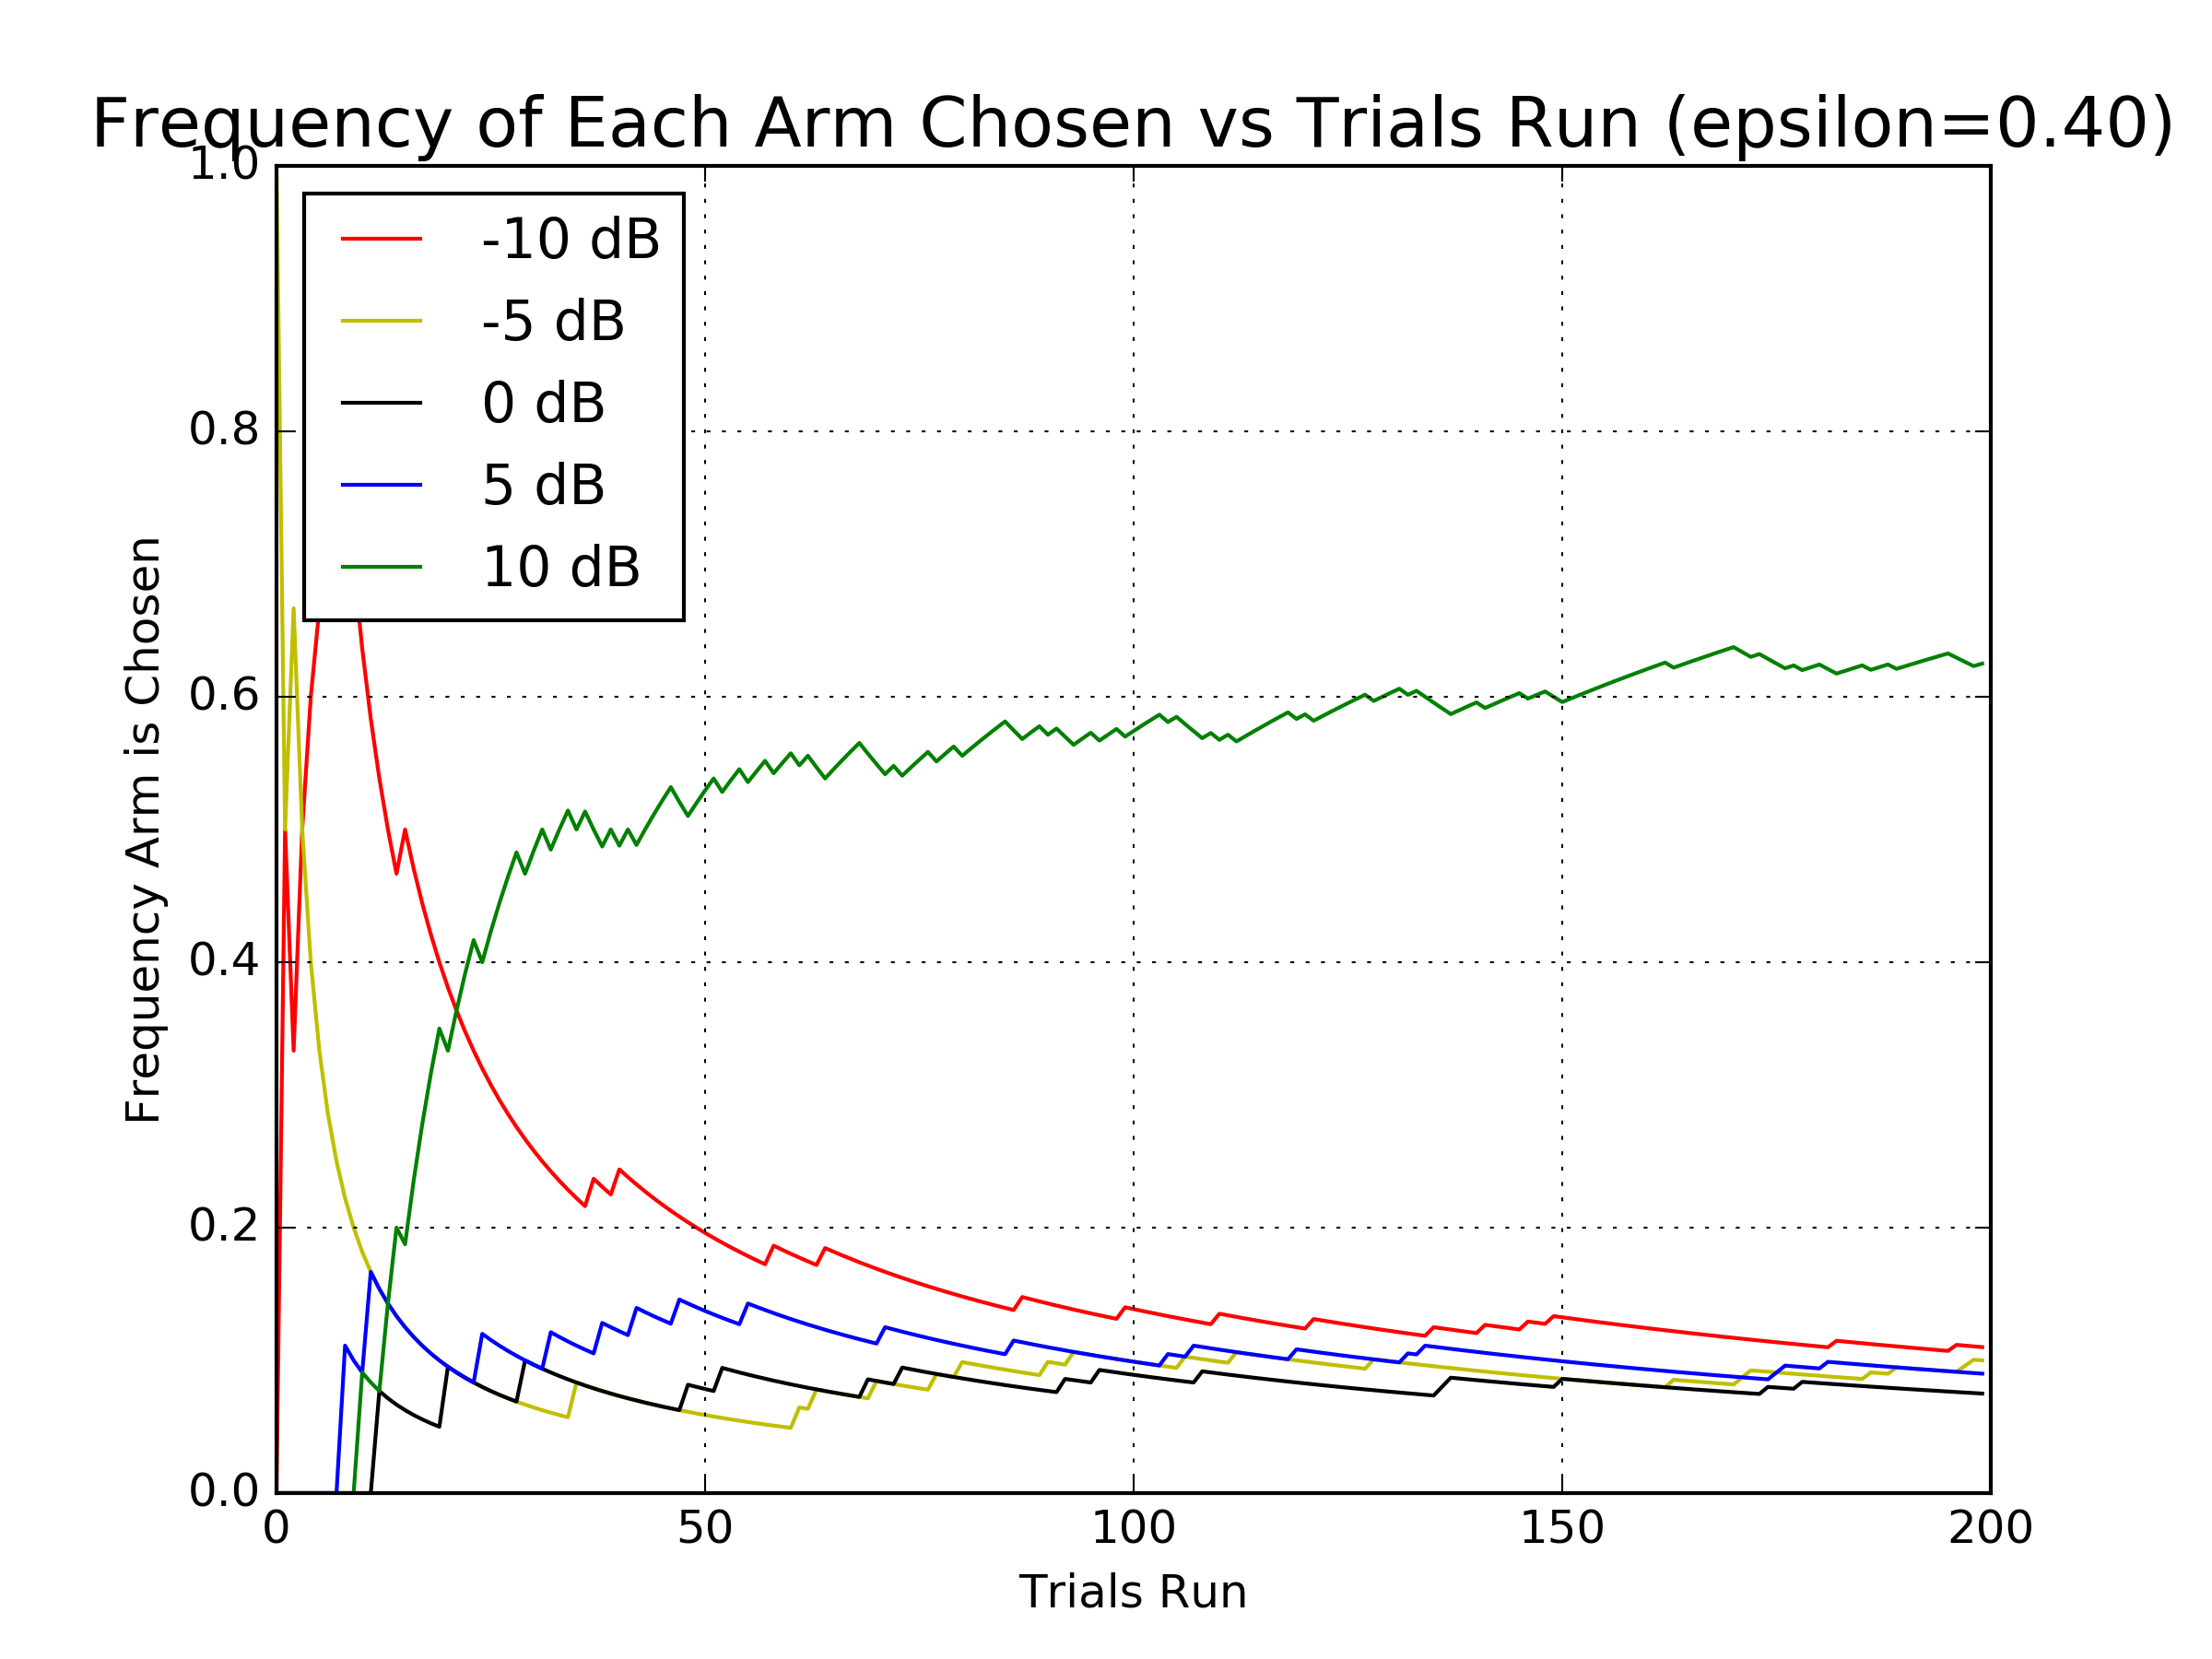 Frequency of Each Arm Chosen vs Trials Run (epsilon=0.40)
1.0
0.8
0.6
0.4
0.2
0.0
Frequency Arm is Chosen
-10 dB
-5 dB
0 dB
5 dB
10 dB
0 50 100 150 200
Trials Run